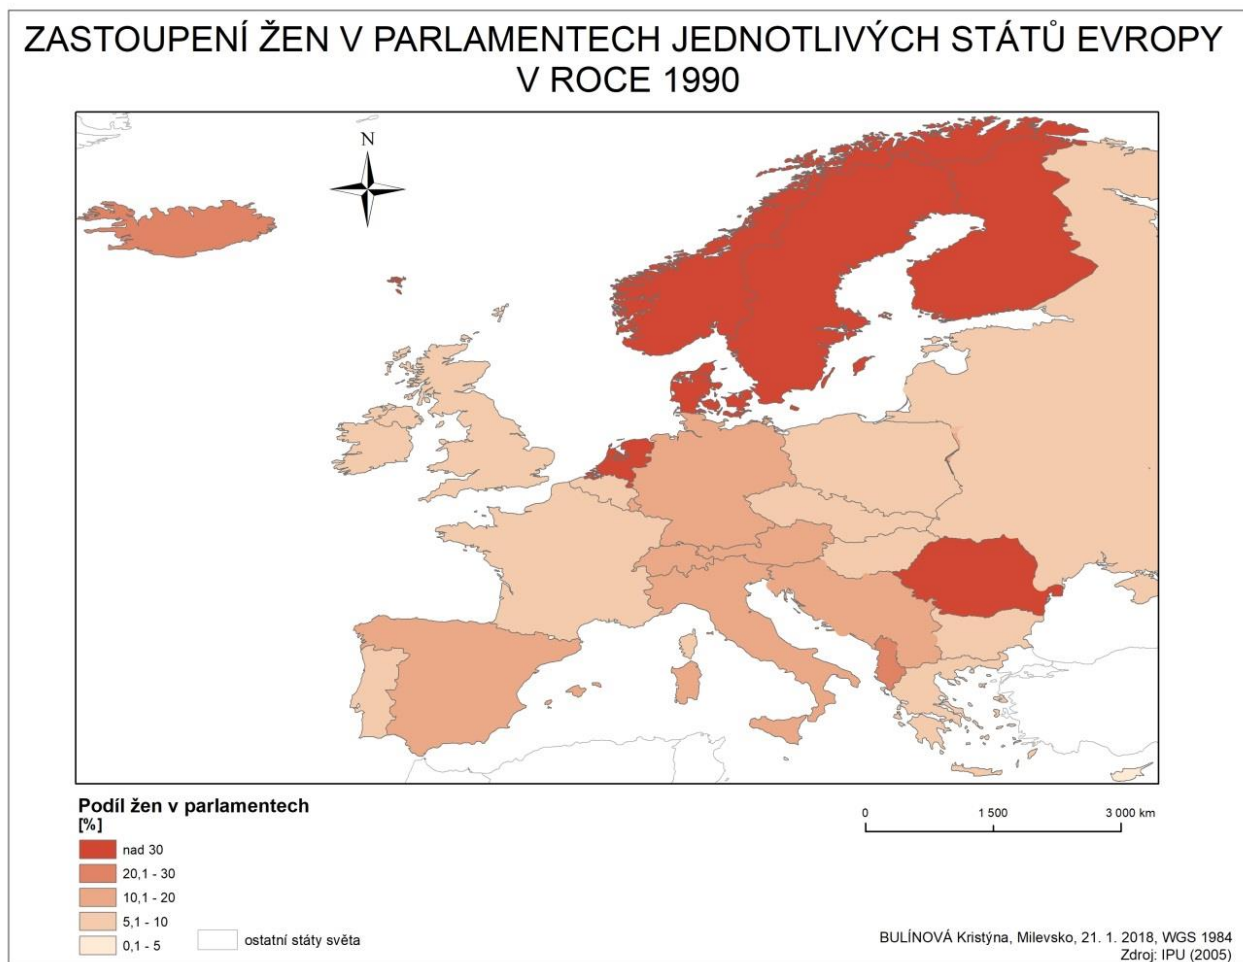 ZASTOUPENÍ ŽEN V PARLAMENTECH JEDNOTLIVÝCH STÁTŮ EVROPY
V ROCE 1990
N
Podíl žen v parlamentech
[%]
nad 30
20,1 - 30
10,1 - 20
5,1 - 10
0,1 - 5
ostatní státy světa
0 1 500 3 000 km
BULÍNOVÁ Kristýna, Milevsko, 21. 1. 2018, WGS 1984
Zdroj: IPU (2005)